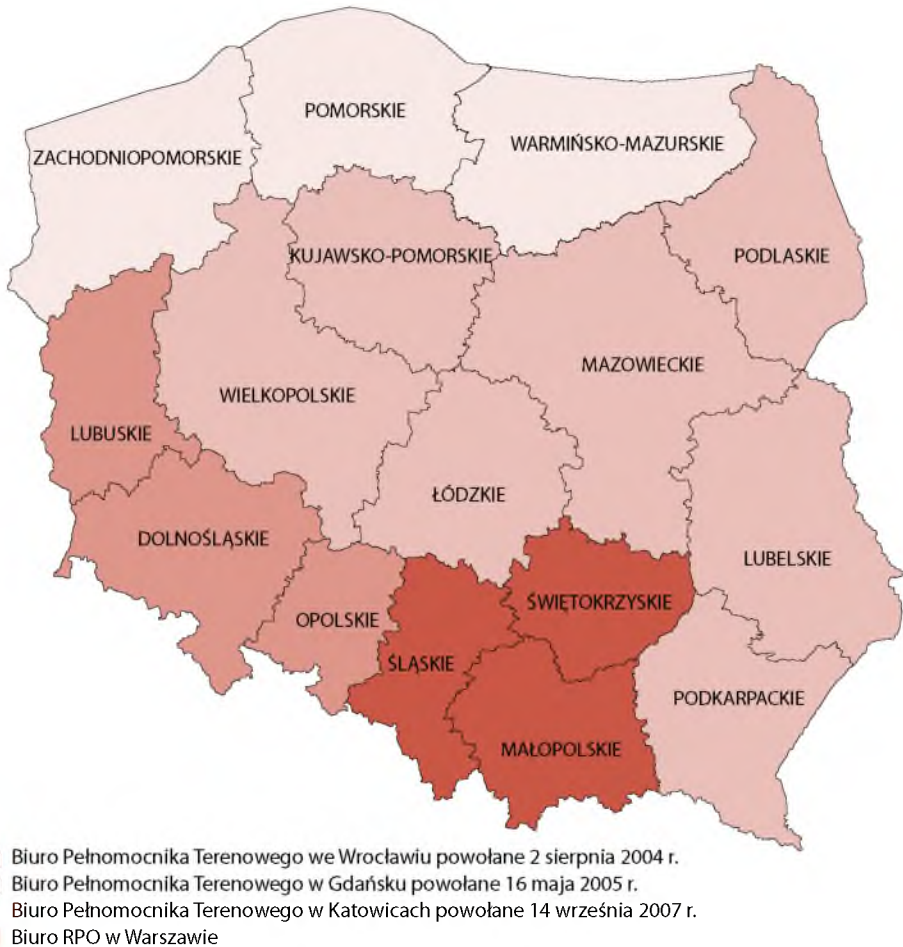 POMORSKIE
WARMIŃSKO-MAZURSKIE
ZACHODNIOPOMORSKIE
KUJAWSKO-POMORSKIE
PODLASKIE
MAZOWIECKIE
WIELKOPOLSKIE
LUBUSKIE
ŁÓDZKIE
DOLNOŚLĄSKIE
LUBELSKIE
ŚWIĘTOKRZYSKIE
OPOLSKIE
ŚLĄSKIE
PODKARPACKIE
MAŁOPOLSKIE
Biuro Pełnomocnika Terenowego we Wrocławiu powołane 2 sierpnia 2004 r.
Biuro Pełnomocnika Terenowego w Gdańsku powołane 16 maja 2005 r.
Biuro Pełnomocnika Terenowego w Katowicach powołane 14 września 2007 r.
Biuro RPO w Warszawie